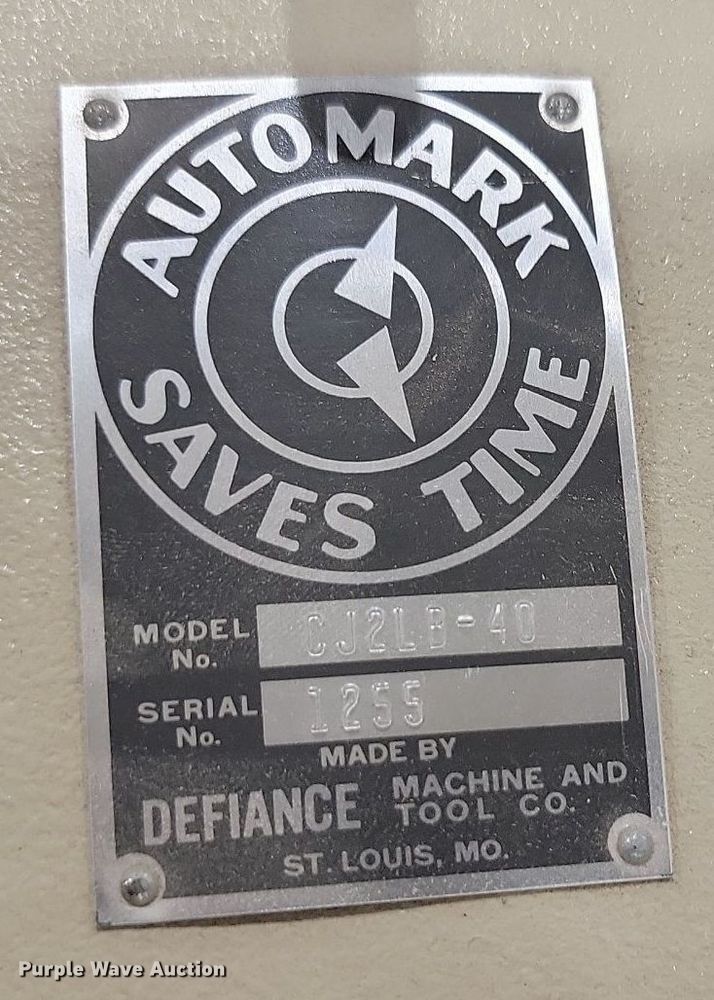 AUTOMARK
SAVES TIME
MODEL No. CJ2LB-40
SERIAL No. 1255
MADE BY
DEFIANCE MACHINE AND TOOL CO.
ST. LOUIS, MO.
Purple Wave Auction